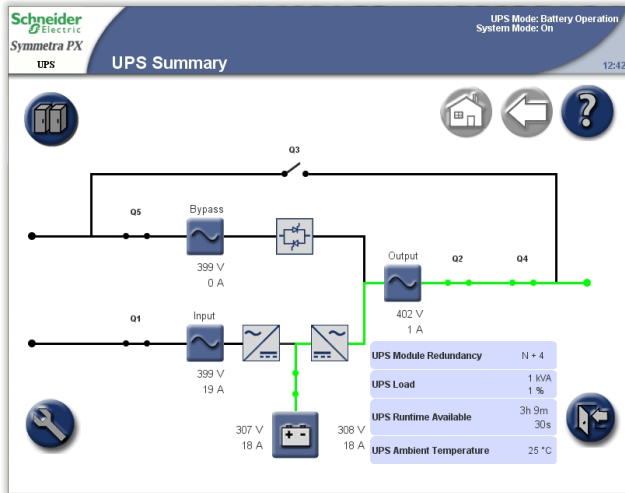 Schneider
Electric
Symmetra PX
UPS
UPS Summary
UPS Mode: Battery Operation
System Mode: On
12:42
?
Q3
Q5
Bypass
399 V
0 A
Output
Q2
Q4
402 V
1 A
Q1
Input
399 V
19 A
307 V
18 A
308 V
18 A
UPS Module Redundancy N + 4
UPS Load 1 kVA
1 %
UPS Runtime Available 3h 9m
30s
UPS Ambient Temperature 25 °C